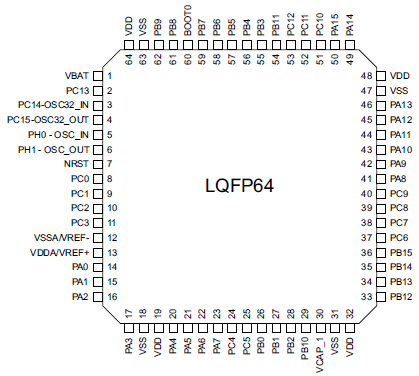 VDD VSS PB9 PB8 BOOT0 PB7 PB6 PB5 PB4 PB3 PD2 PC12 PC11 PC10 PA15 PA14
64 63 62 61 60 59 58 57 56 55 54 53 52 51 50 49
VBAT 1 48 VDD
PC13 2 47 VSS
PC14-OSC32_IN 3 46 PA13
PC15-OSC32_OUT 4 45 PA12
PH0 - OSC_IN 5 44 PA11
PH1 - OSC_OUT 6 43 PA10
NRST 7 42 PA9
PC0 8 41 PA8
PC1 9 LQFP64 40 PC9
PC2 10 39 PC8
PC3 11 38 PC7
VSSA/VREF- 12 37 PC6
VDDA/VREF+ 13 36 PB15
PA0 14 35 PB14
PA1 15 34 PB13
PA2 16 33 PB12
17 18 19 20 21 22 23 24 25 26 27 28 29 30 31 32
PA3 VSS VDD PA4 PA5 PA6 PA7 PC4 PC5 PB0 PB1 PB2 PB10 VCAP_1 VSS VDD